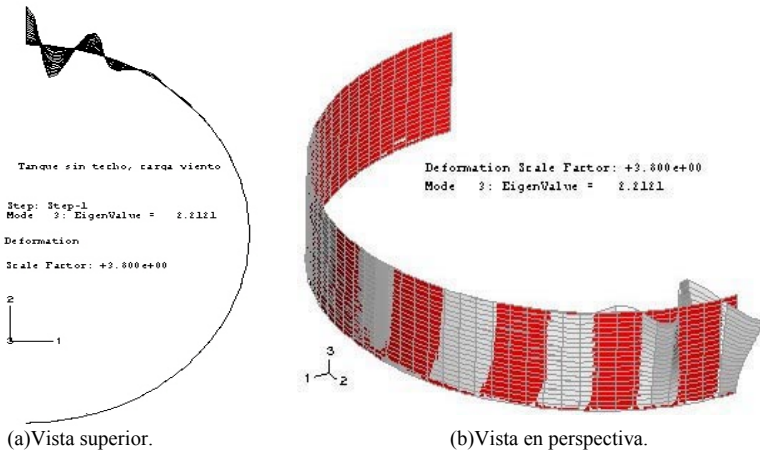 Tanque sin techo, carga viento
Step: Step-1
Mode 3: EigenValue = 2.2121
Deformation
Scale Factor: +3.800e+00
2
3 1
Deformation Scale Factor: +3.800e+00
Mode 3: EigenValue = 2.2121
3
1 2
(a)Vista superior.
(b)Vista en perspectiva.